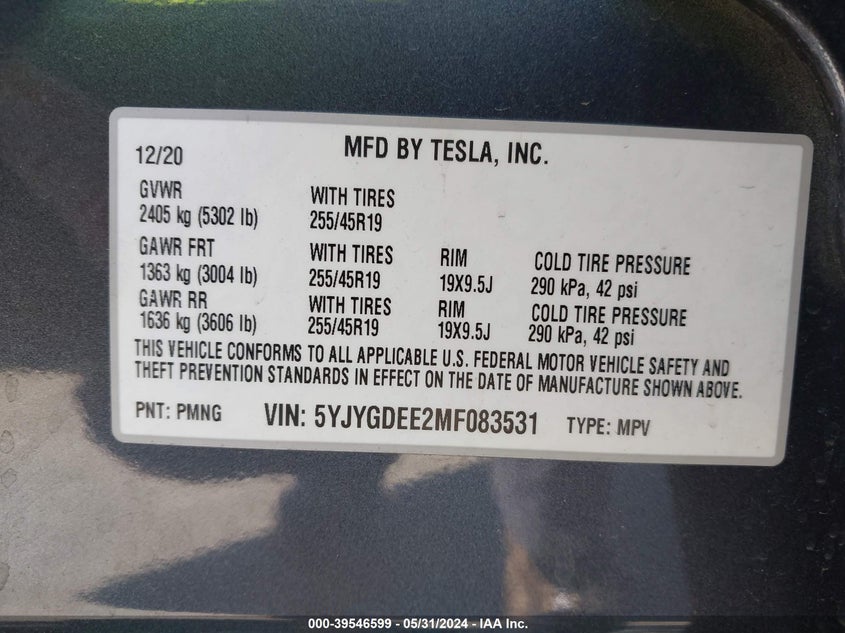 12/20 MFD BY TESLA, INC.
GVWR WITH TIRES
2405 kg (5302 lb) 255/45R19
GAWR FRT WITH TIRES RIM COLD TIRE PRESSURE
1363 kg (3004 lb) 255/45R19 19X9.5J 290 kPa, 42 psi
GAWR RR WITH TIRES RIM COLD TIRE PRESSURE
1636 kg (3606 lb) 255/45R19 19X9.5J 290 kPa, 42 psi
THIS VEHICLE CONFORMS TO ALL APPLICABLE U.S. FEDERAL MOTOR VEHICLE SAFETY AND
THEFT PREVENTION STANDARDS IN EFFECT ON THE DATE OF MANUFACTURE SHOWN ABOVE.
PNT: PMNG VIN: 5YJYGDEE2MF083531 TYPE: MPV
000-39546599 - 05/31/2024 - IAA Inc.